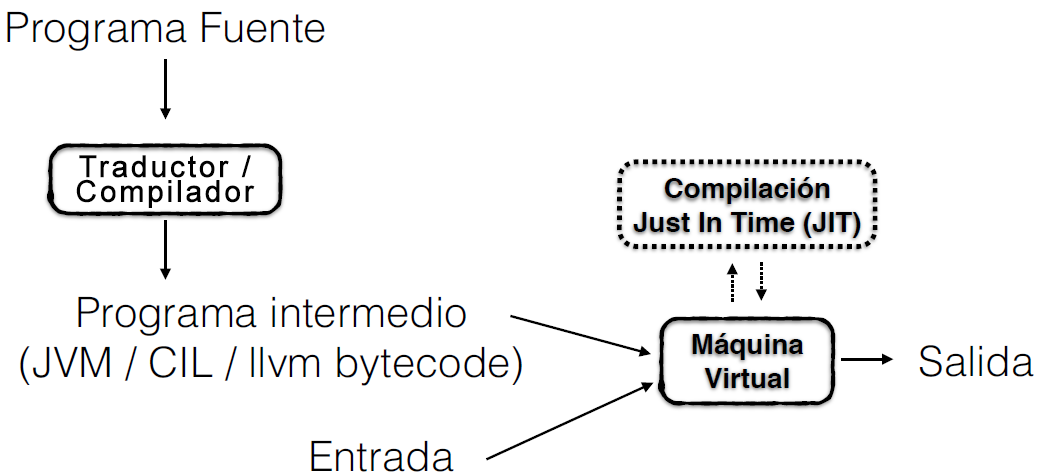 Programa Fuente
Traductor /
Compilador
Compilación
Just In Time (JIT)
Programa intermedio
(JVM / CIL / llvm bytecode)
Máquina
Virtual
Salida
Entrada